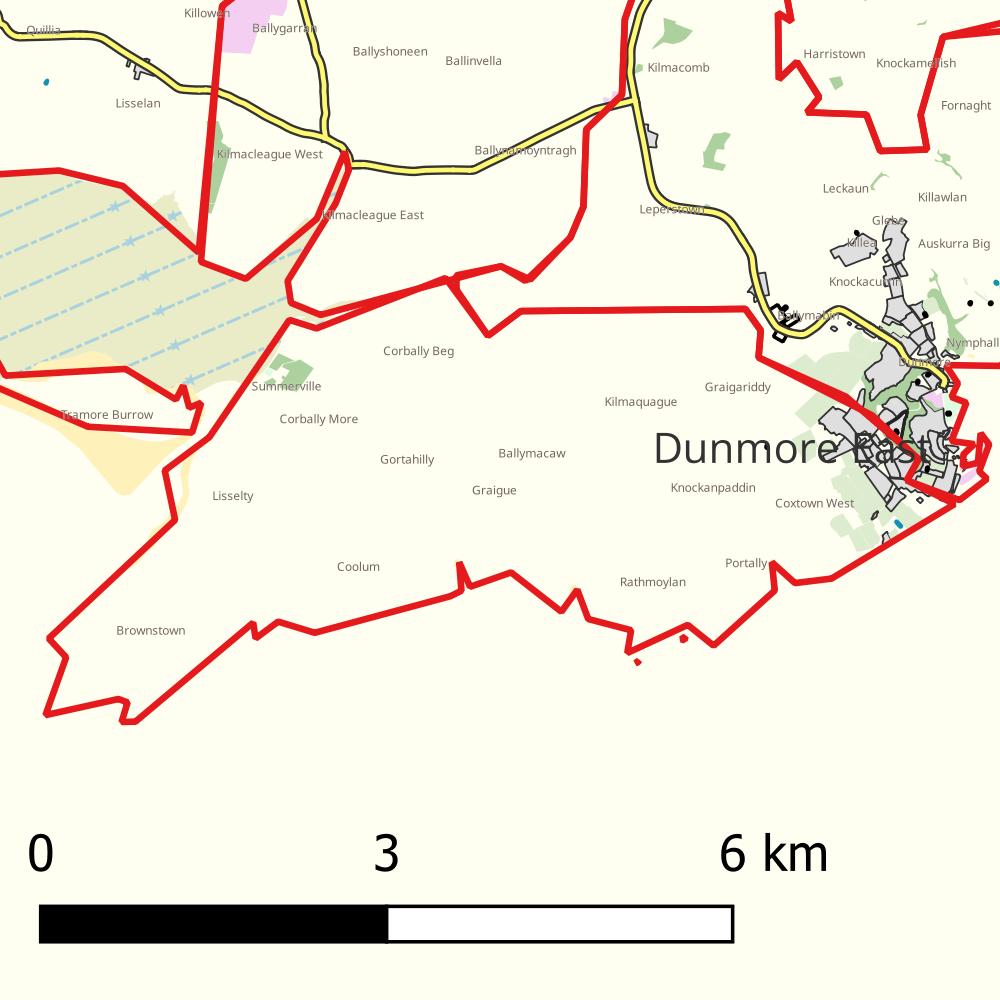 Killowen
Ballygarran
Quillia
Ballyshoneen
Ballinvella
Kilmacomb
Harristown
Knockamelish
Lisselan
Fornaght
Kilmacleague West
Ballynamoyntragh
Leckaun
Killawlan
Kilmacleague East
Leperstown
Glebe
Killea
Auskurra Big
Ballymabin
Nymphall
Corbally Beg
Dunmore
Summerville
Graigariddy
Tramore Burrow
Corbally More
Kilmaquague
Gortahilly
Ballymacaw
Dunmore East
Lisselty
Graigue
Knockanpaddin
Coxtown West
Coolum
Portally
Rathmoylan
Brownstown
0 3 6 km